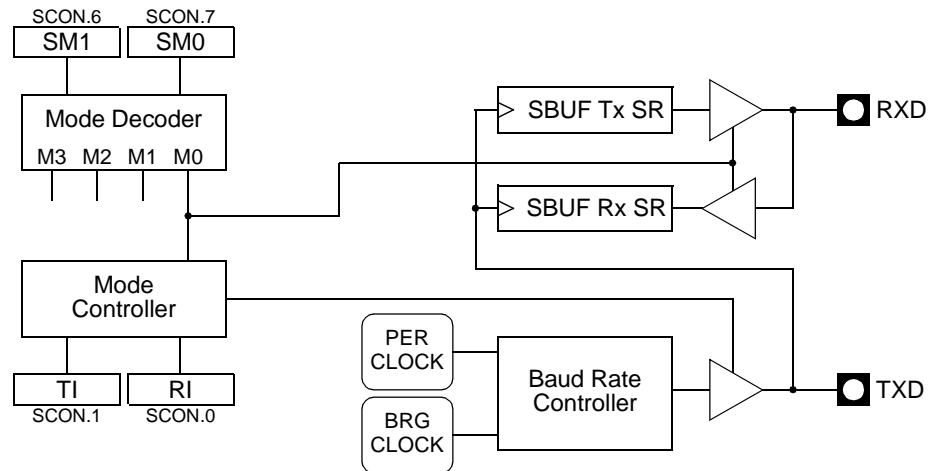 SCON.6 SCON.7
SM1 SM0
Mode Decoder
M3 M2 M1 M0
SBUF Tx SR
RXD
SBUF Rx SR
Mode
Controller
TI RI
SCON.1 SCON.0
PER
CLOCK
BRG
CLOCK
Baud Rate
Controller
TXD